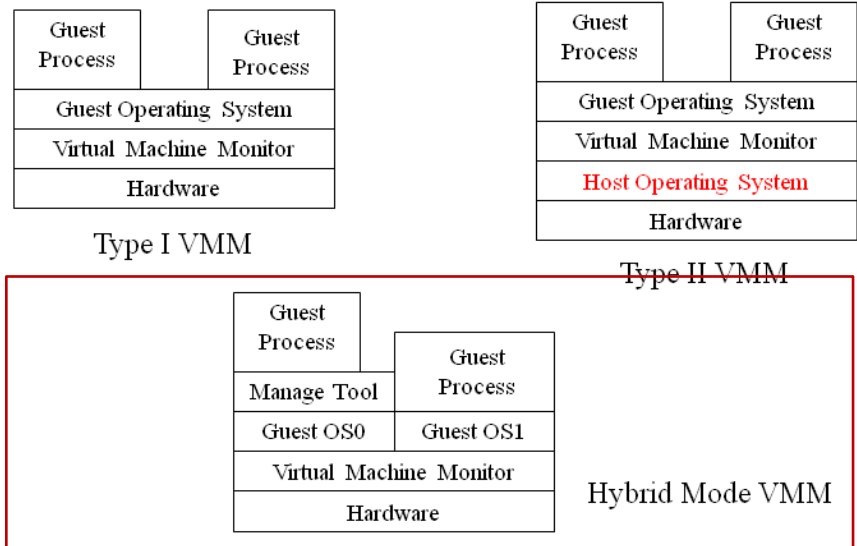 Guest
Process
Guest
Process
Guest Operating System
Virtual Machine Monitor
Hardware
Type I VMM
Guest
Process
Guest
Process
Guest Operating System
Virtual Machine Monitor
Host Operating System
Hardware
Type II VMM
Guest
Process
Guest
Process
Manage Tool
Guest OS0
Guest OS1
Virtual Machine Monitor
Hardware
Hybrid Mode VMM